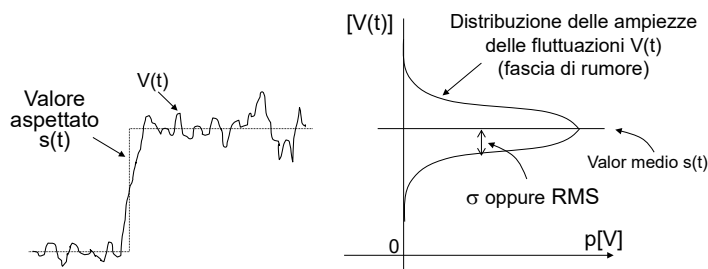 V(t)
Valore
aspettato
s(t)
[V(t)]
Distribuzione delle ampiezze
delle fluttuazioni V(t)
(fascia di rumore)
Valor medio s(t)
σ oppure RMS
0
p[V]